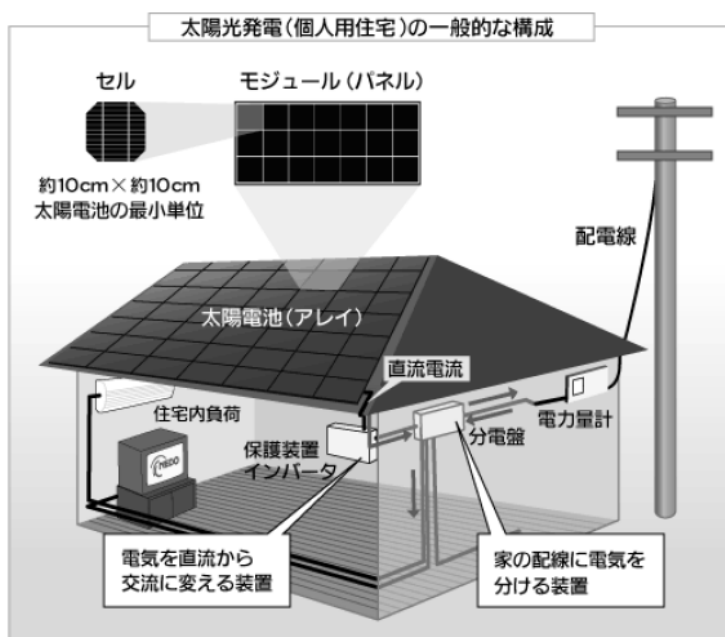 太陽光発電(個人用住宅)の一般的な構成
セル
モジュール(パネル)
約10cm×約10cm
太陽電池の最小単位
配電線
太陽電池(アレイ)
直流電流
住宅内負荷
電力量計
分電盤
保護装置
インバータ
NEDO
電気を直流から
交流に変える装置
家の配線に電気を
分ける装置